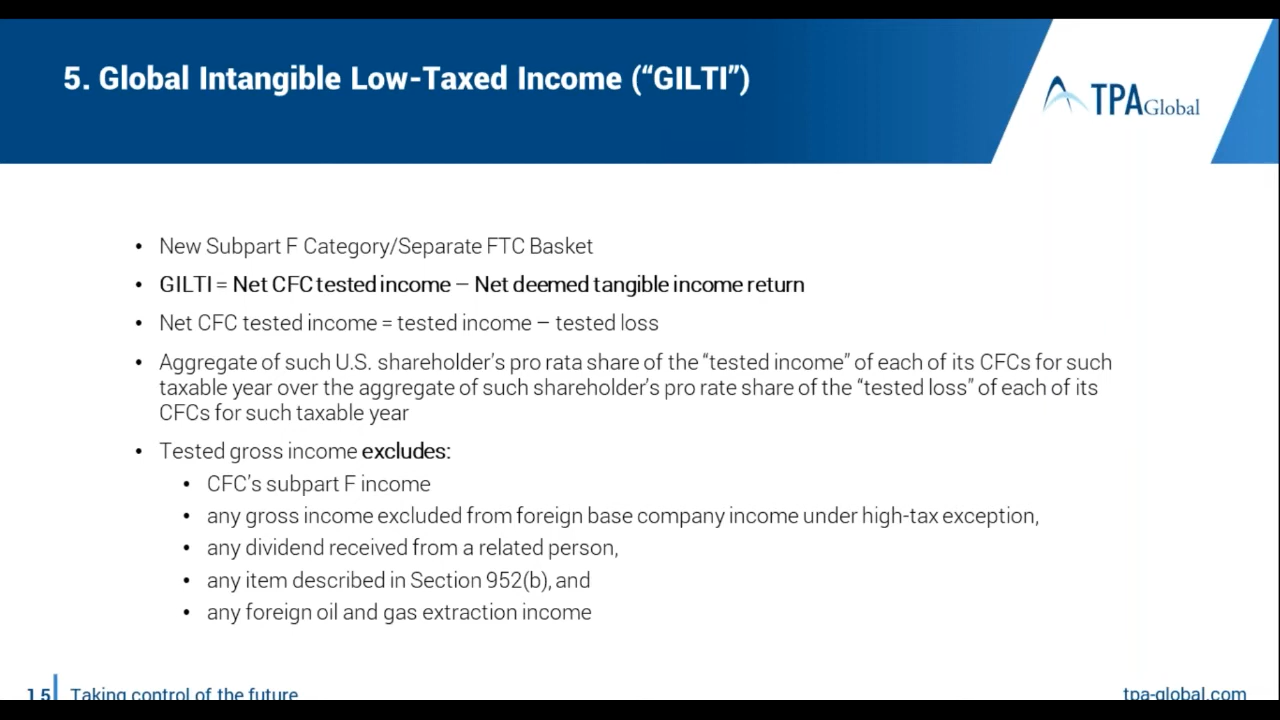 5. Global Intangible Low-Taxed Income (“GILTI”)
TPA Global
• New Subpart F Category/Separate FTC Basket
• GILTI = Net CFC tested income – Net deemed tangible income return
• Net CFC tested income = tested income – tested loss
• Aggregate of such U.S. shareholder’s pro rata share of the “tested income” of each of its CFCs for such
taxable year over the aggregate of such shareholder’s pro rate share of the “tested loss” of each of its
CFCs for such taxable year
• Tested gross income excludes:
• CFC’s subpart F income
• any gross income excluded from foreign base company income under high-tax exception,
• any dividend received from a related person,
• any item described in Section 952(b), and
• any foreign oil and gas extraction income
15 Taking control of the future
tpa-global.com